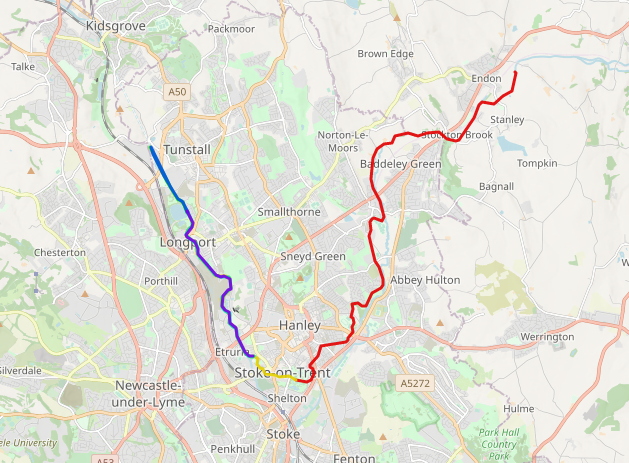 Kidsgrove
Packmoor
Talke
Brown Edge
Endon
A50
Stanley
Norton-Le-
Moors
Stockton Brook
Tunstall
Baddeley Green
Tompkin
Bagnall
Smallthorne
Longport
Chesterton
Sneyd Green
Porthill
Abbey Hulton
Hanley
Werrington
Etruria
Silverdale
Stoke-on-Trent
Newcastle-
under-Lyme
A5272
Shelton
Hulme
Stoke
Park Hall
Country
Park
ele University
Penkhull
Fenton
A53